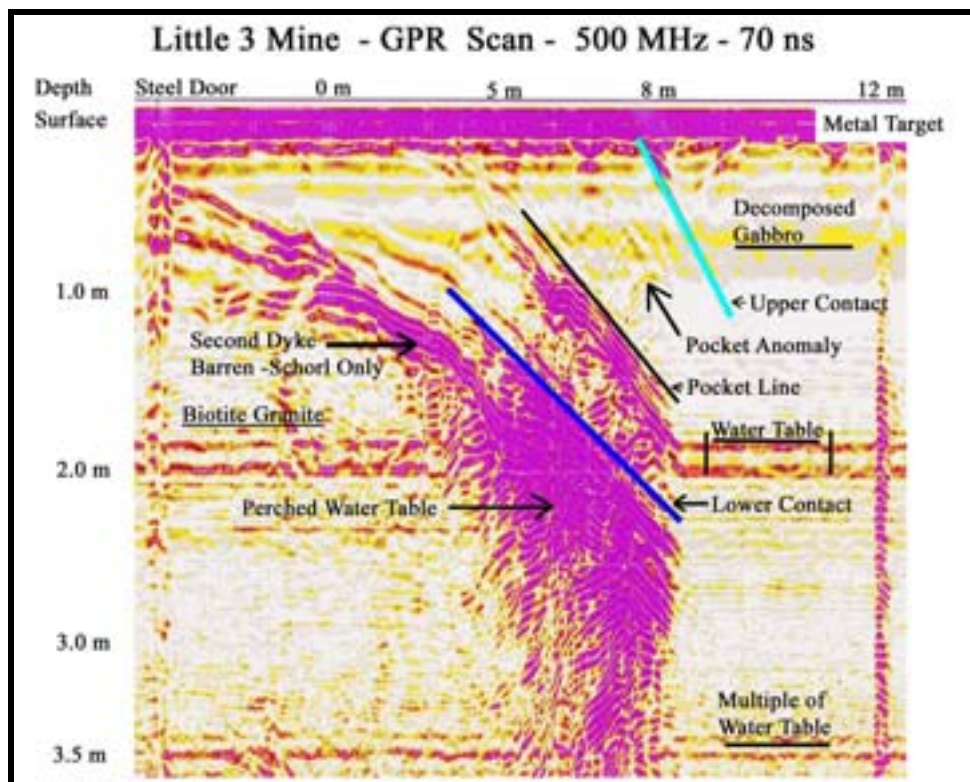 Little 3 Mine - GPR Scan - 500 MHz - 70 ns
Depth Steel Door 0 m 5 m 8 m 12 m
Surface Metal Target
Decomposed
Gabbro
1.0 m
Upper Contact
Second Dyke
Barren -Schorl Only
Pocket Anomaly
Pocket Line
Biotite Granite
Water Table
2.0 m
Perched Water Table
Lower Contact
3.0 m
Multiple of
Water Table
3.5 m